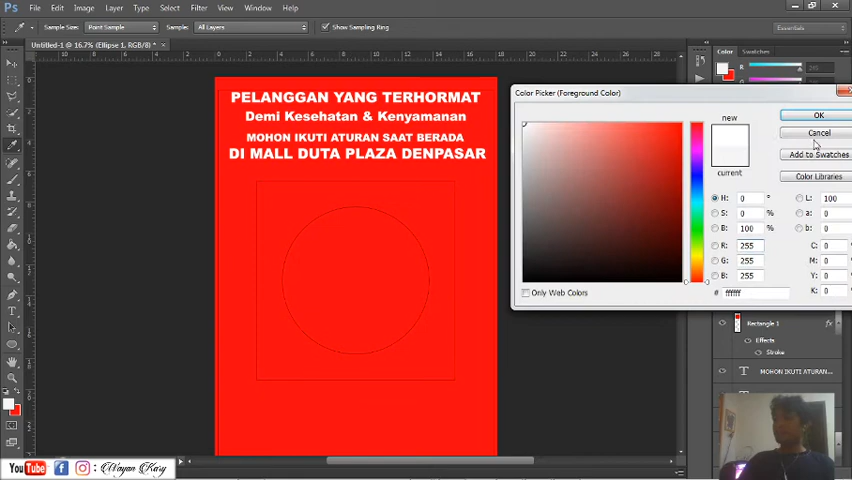 Ps File Edit Image Layer Type Select Filter View Window Help
Sample Size: Point Sample Sample: All Layers Show Sampling Ring Essentials
Untitled-1 @ 16.7% (Ellipse 1, RGB/8) * ×
Color Swatches
PELANGGAN YANG TERHORMAT
Demi Kesehatan & Kenyamanan
MOHON IKUTI ATURAN SAAT BERADA
DI MALL DUTA PLAZA DENPASAR
Color Picker (Foreground Color)
new
current
OK
Cancel
Add to Swatches
Color Libraries
H: 0 °
S: 0 %
B: 100 %
R: 255
G: 255
B: 255
L: 100
a: 0
b: 0
C: 0
M: 0
Y: 0
K: 0
# ffffff
Only Web Colors
Rectangle 1 fx
Effects
Stroke
T MOHON IKUTI ATURAN...
YouTube f : Wayan Kary